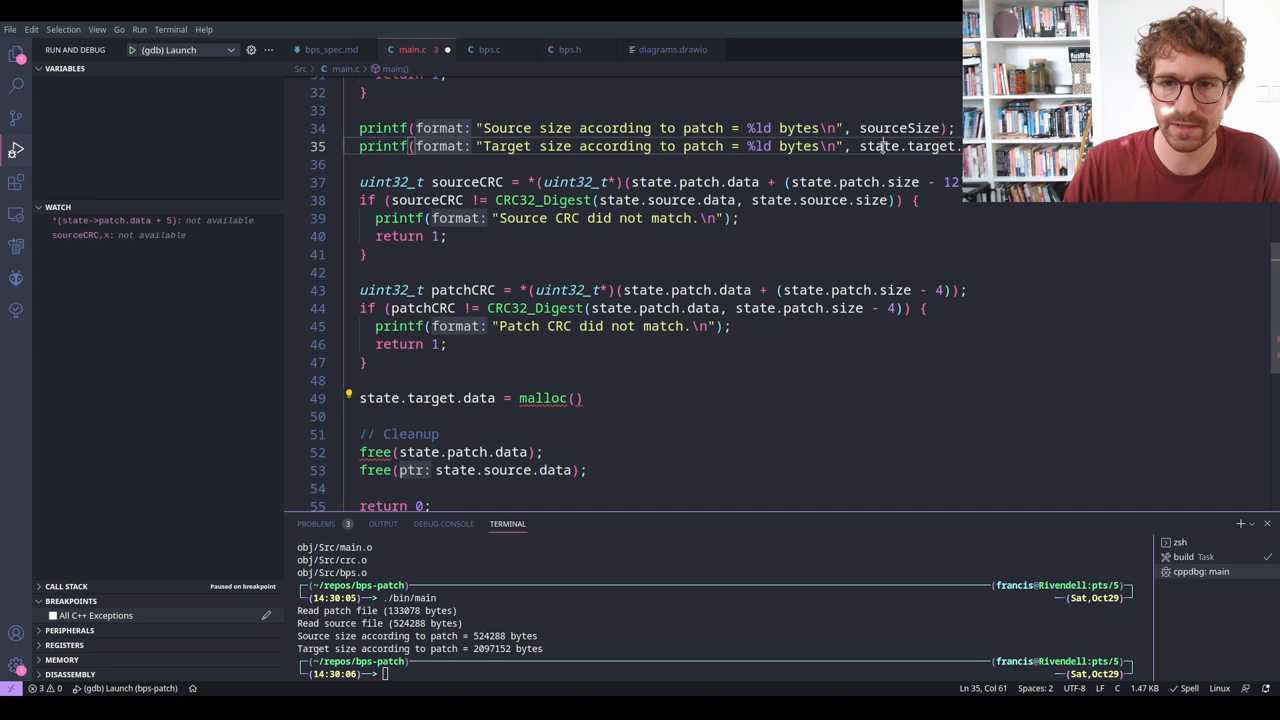 File Edit Selection View Go Run Terminal Help
RUN AND DEBUG (gdb) Launch
bps_spec.md main.c 3 bps.c bps.h diagrams.drawio
VARIABLES
Src main.c main()
32 }
33
34 printf(format: "Source size according to patch = %ld bytes\n", sourceSize);
35 printf(format: "Target size according to patch = %ld bytes\n", state.target.
36
37 uint32_t sourceCRC = *(uint32_t*)(state.patch.data + (state.patch.size - 12
38 if (sourceCRC != CRC32_Digest(state.source.data, state.source.size)) {
39 printf(format: "Source CRC did not match.\n");
40 return 1;
41 }
42
43 uint32_t patchCRC = *(uint32_t*)(state.patch.data + (state.patch.size - 4));
44 if (patchCRC != CRC32_Digest(state.patch.data, state.patch.size - 4)) {
45 printf(format: "Patch CRC did not match.\n");
46 return 1;
47 }
48
49 state.target.data = malloc()
50
51 // Cleanup
52 free(state.patch.data);
53 free(ptr: state.source.data);
54
55 return 0;
WATCH
*(state->patch.data + 5): not available
sourceCRC,x: not available
CALL STACK Paused on breakpoint
BREAKPOINTS
All C++ Exceptions
PERIPHERALS
REGISTERS
MEMORY
DISASSEMBLY
PROBLEMS 3 OUTPUT DEBUG CONSOLE TERMINAL
obj/Src/main.o
obj/Src/crc.o
obj/Src/bps.o
(~/repos/bps-patch) (francis@Rivendell:pts/5)
(14:30:05)—> ./bin/main (Sat,Oct29)
Read patch file (133078 bytes)
Read source file (524288 bytes)
Source size according to patch = 524288 bytes
Target size according to patch = 2097152 bytes
(~/repos/bps-patch) (francis@Rivendell:pts/5)
(14:30:06)—> (Sat,Oct29)
zsh
build Task
cppdbg: main
3 0 (gdb) Launch (bps-patch) Ln 35, Col 61 Spaces: 2 UTF-8 LF C 1.47 KB Spell Linux